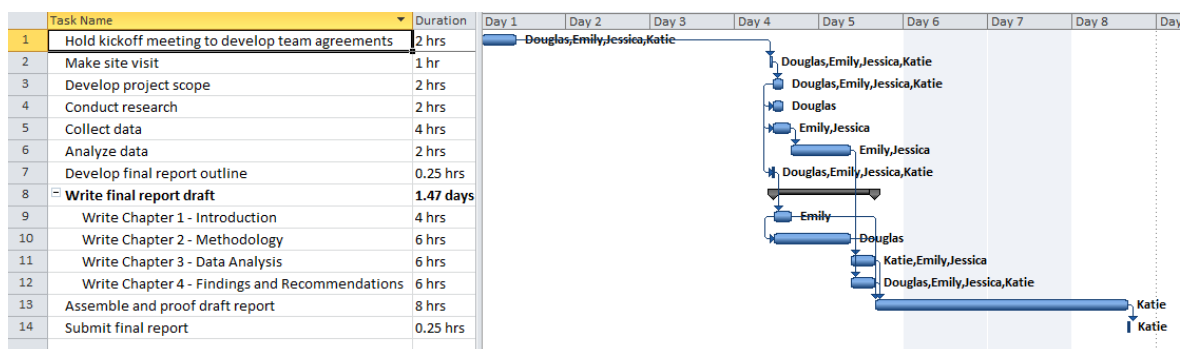 Task Name Duration Day 1 Day 2 Day 3 Day 4 Day 5 Day 6 Day 7 Day 8 Day
1 Hold kickoff meeting to develop team agreements 2 hrs Douglas,Emily,Jessica,Katie
2 Make site visit 1 hr Douglas,Emily,Jessica,Katie
3 Develop project scope 2 hrs Douglas,Emily,Jessica,Katie
4 Conduct research 2 hrs Douglas
5 Collect data 4 hrs Emily,Jessica
6 Analyze data 2 hrs Emily,Jessica
7 Develop final report outline 0.25 hrs Douglas,Emily,Jessica,Katie
8 Write final report draft 1.47 days
9 Write Chapter 1 - Introduction 4 hrs Emily
10 Write Chapter 2 - Methodology 6 hrs Douglas
11 Write Chapter 3 - Data Analysis 6 hrs Katie,Emily,Jessica
12 Write Chapter 4 - Findings and Recommendations 6 hrs Douglas,Emily,Jessica,Katie
13 Assemble and proof draft report 8 hrs Katie
14 Submit final report 0.25 hrs Katie